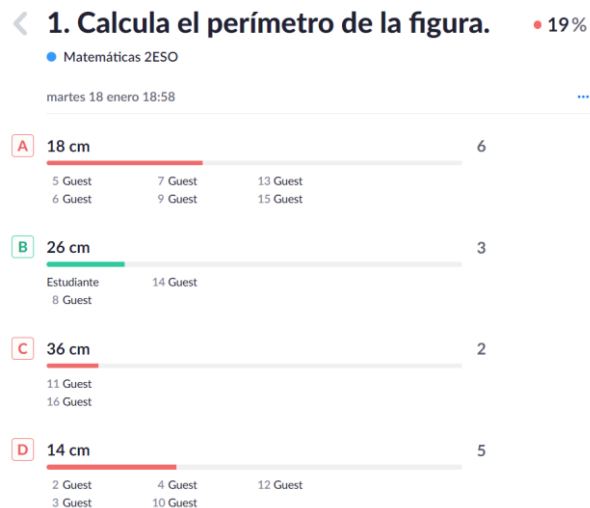 1. Calcula el perímetro de la figura. 19%
Matemáticas 2ESO
martes 18 enero 18:58
A 18 cm 6
5 Guest 7 Guest 13 Guest
6 Guest 9 Guest 15 Guest
B 26 cm 3
Estudiante 14 Guest
8 Guest
C 36 cm 2
11 Guest
16 Guest
D 14 cm 5
2 Guest 4 Guest 12 Guest
3 Guest 10 Guest